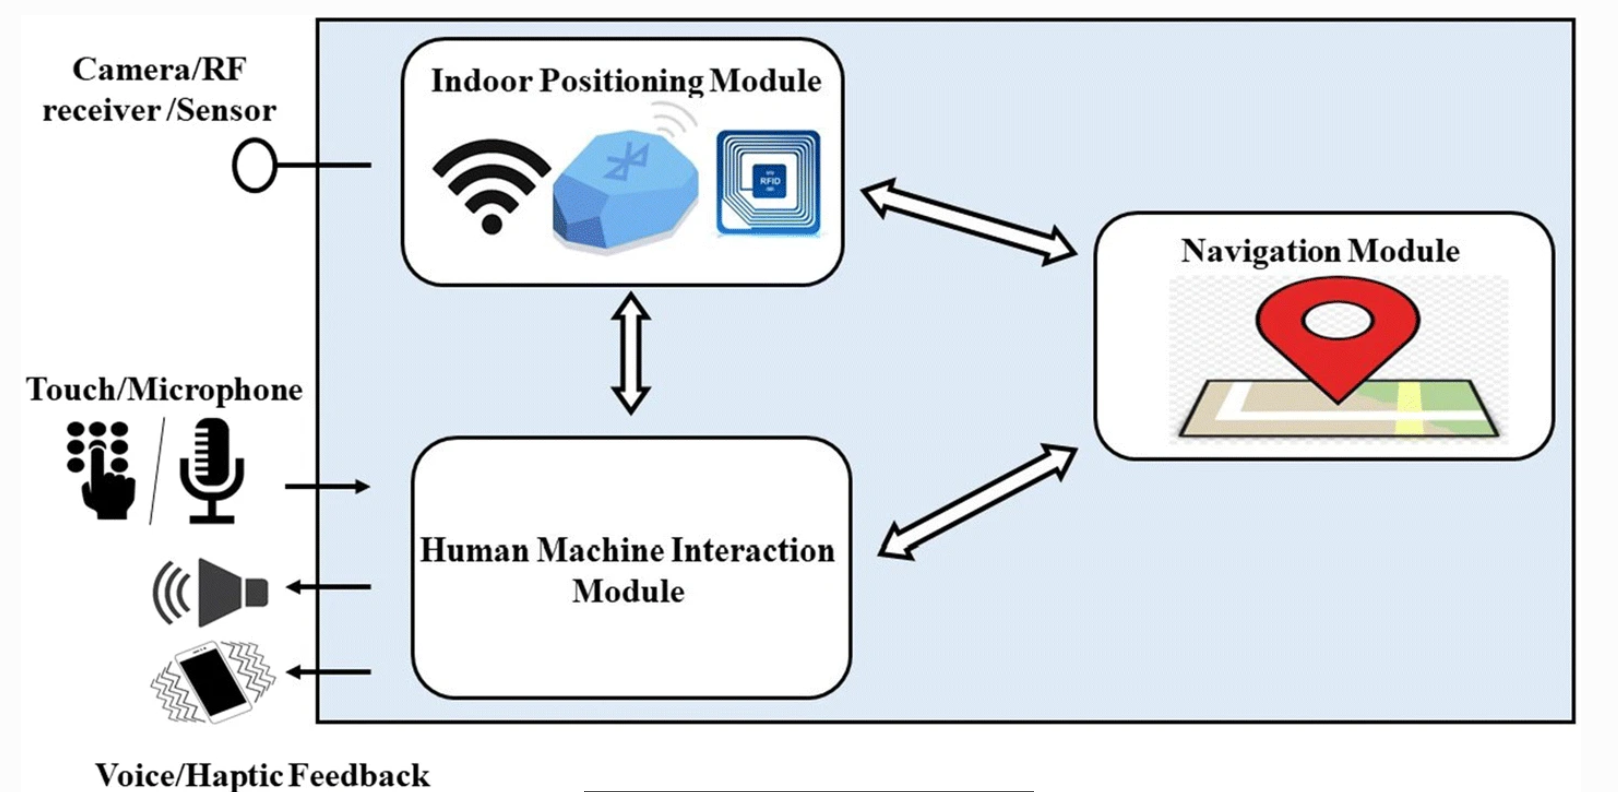 Camera/RF
receiver/Sensor
Indoor Positioning Module
RFID
Navigation Module
Touch/Microphone
Human Machine Interaction
Module
Voice/Haptic Feedback